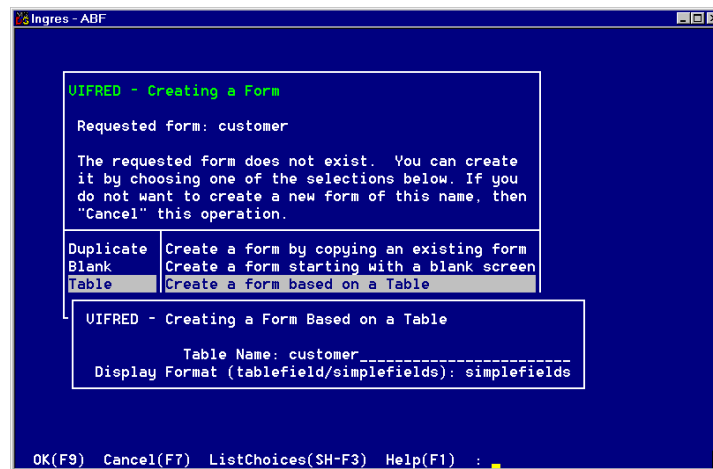 Ingres - ABF
VIFRED - Creating a Form
Requested form: customer
The requested form does not exist. You can create
it by choosing one of the selections below. If you
do not want to create a new form of this name, then
"Cancel" this operation.
Duplicate Create a form by copying an existing form
Blank Create a form starting with a blank screen
Table Create a form based on a Table
VIFRED - Creating a Form Based on a Table
Table Name: customer________________________
Display Format (tablefield/simplefields): simplefields
OK(F9) Cancel(F7) ListChoices(SH-F3) Help(F1) : _